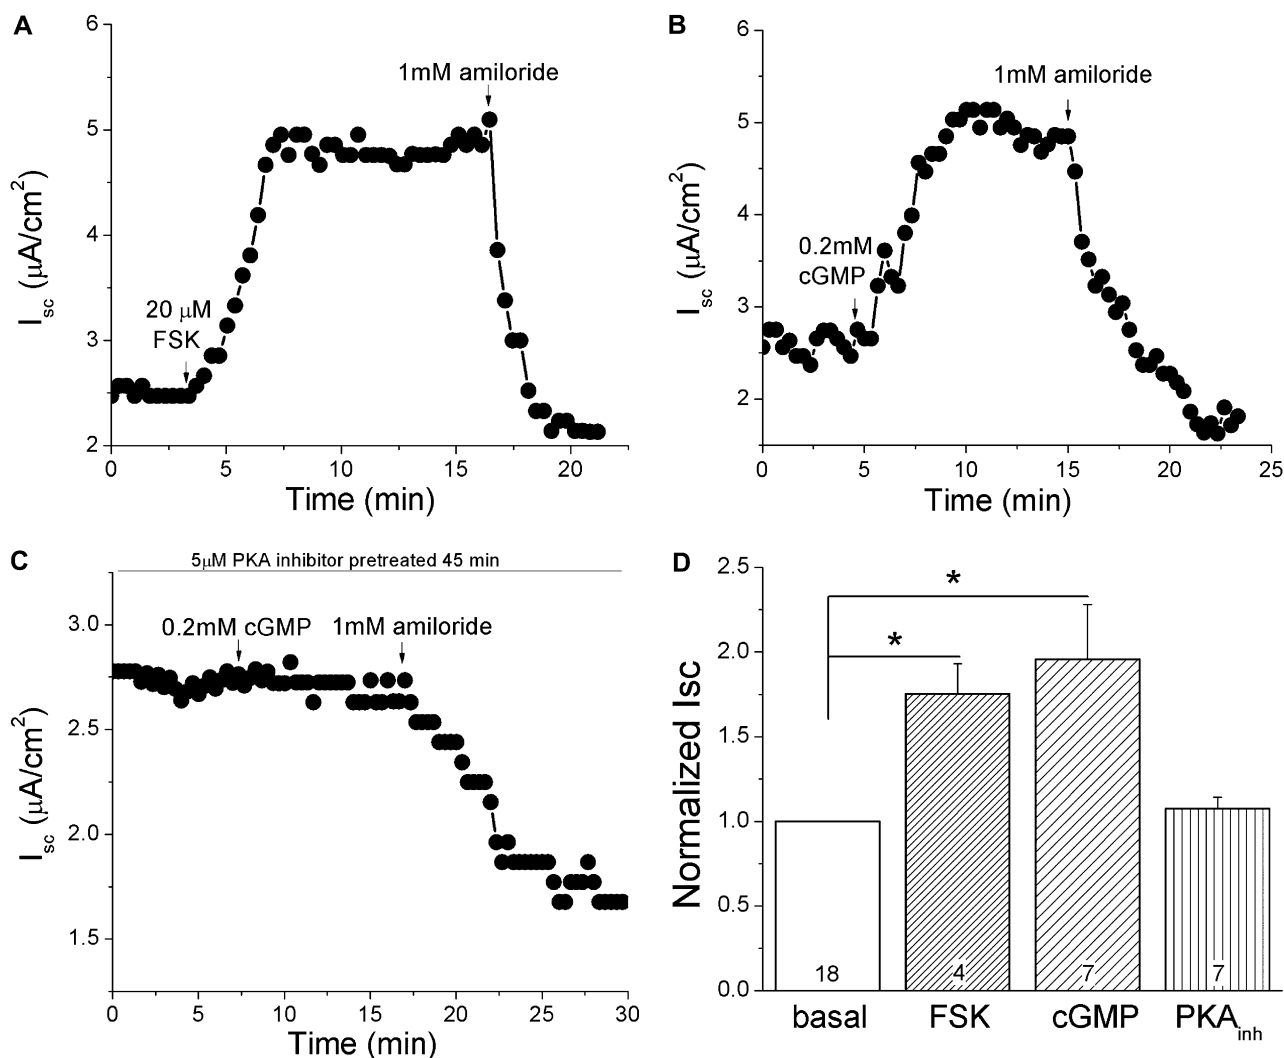 A
6
5
4
3
2
I_sc (μA/cm²)
1mM amiloride
20 μM
FSK
0 5 10 15 20
Time (min)
B
6
5
4
3
2
I_sc (μA/cm²)
1mM amiloride
0.2mM
cGMP
0 5 10 15 20 25
Time (min)
C
5μM PKA inhibitor pretreated 45 min
3.0
2.5
2.0
1.5
I_sc (μA/cm²)
0.2mM cGMP 1mM amiloride
0 5 10 15 20 25 30
Time (min)
D
2.5
2.0
1.5
1.0
0.5
0.0
Normalized Isc
*
*
18 4 7 7
basal FSK cGMP PKA_inh